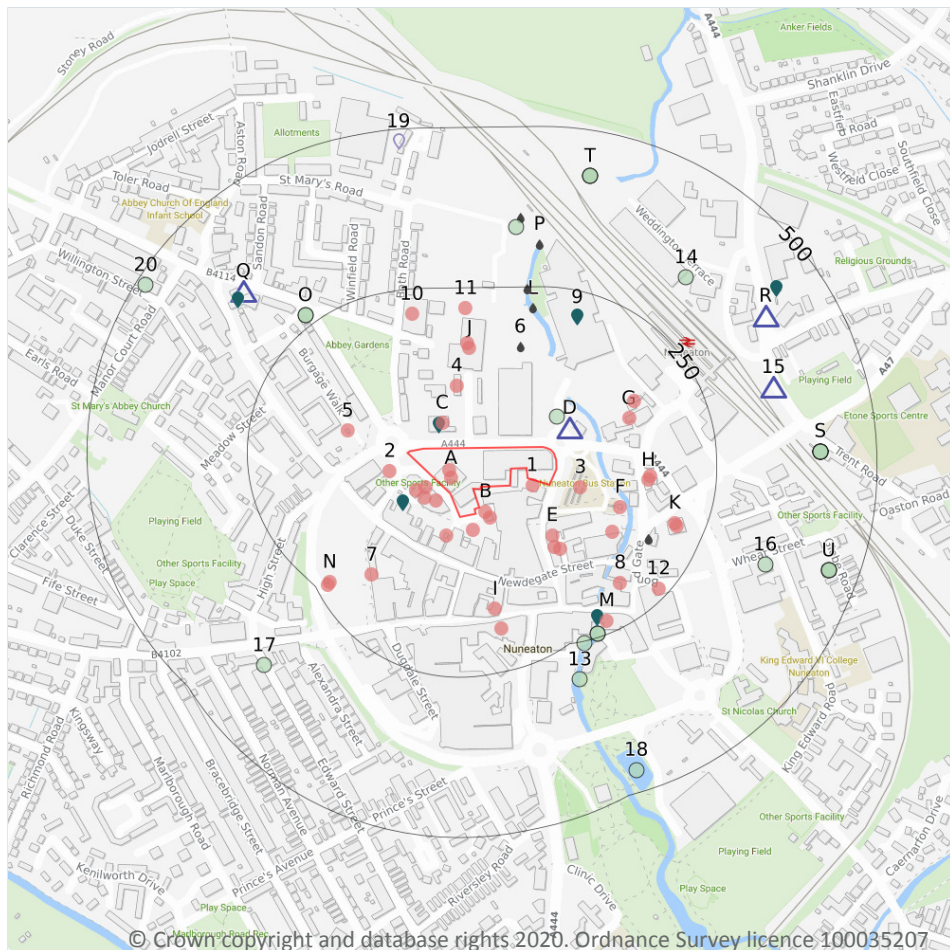 Stoney Road
A444
Anker Fields
Shanklin Drive
Eastfield Road
Westfield Close
Southfield Close
Jodrell Street
Aston Road
Allotments
19
T
Toler Road
St Mary's Road
Abbey Church Of England
Infant School
Sandon Road
Winfield Road
Weddington Terrace
P
500
Willington Street
20
B4114
Q
O
10
11
L
9
14
R
Religious Grounds
Manor Court Road
Earls Road
Abbey Gardens
J
6
250
15
A47
Burgage Walk
4
Playing Field
St Mary's Abbey Church
Meadow Street
5
C
D
G
Etone Sports Centre
A444
S
Trent Road
2
A
Other Sports Facility
1
3
Nuneaton Bus Station
H
A444
B
F
K
Oaston Road
Clarence Street
Playing Field
Duke Street
Other Sports Facility
E
16
U
Other Sports Facility
Play Space
High Street
N
7
Newdegate Street
8
12
Fife Street
I
M
B4102
17
Nuneaton
13
King Edward VI College
Nuneaton
Dugdale Street
Alexandra Street
St Nicolas Church
King Edward Road
Kingsway
Richmond Road
Marlborough Road
Bracebridge Street
Norman Avenue
Edward Street
18
Prince's Street
Other Sports Facility
Prince's Avenue
Playing Field
Caernarfon Drive
Kenilworth Drive
Riversley Road
Clinic Drive
Play Space
Play Space
A444
Marlborough Road Rec
© Crown copyright and database rights 2020. Ordnance Survey licence 100035207